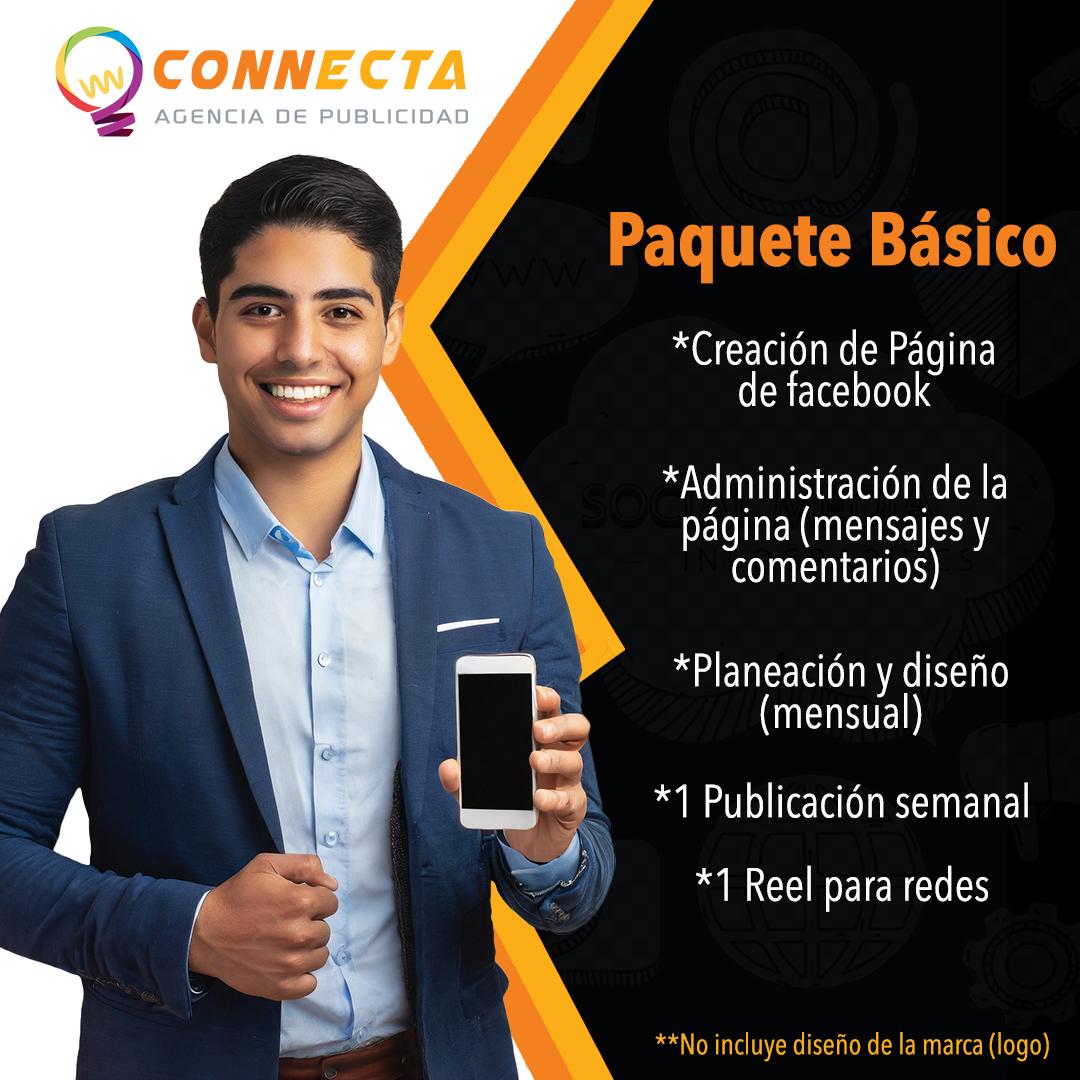 CONNECTA
AGENCIA DE PUBLICIDAD
Paquete Básico
*Creación de Página
de facebook
*Administración de la
página (mensajes y
comentarios)
*Planeación y diseño
(mensual)
*1 Publicación semanal
*1 Reel para redes
**No incluye diseño de la marca (logo)
WWW